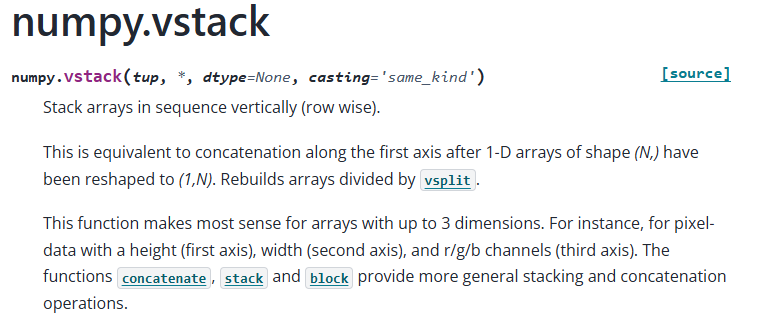 numpy.vstack
numpy.vstack(tup, *, dtype=None, casting='same_kind') [source]
Stack arrays in sequence vertically (row wise).
This is equivalent to concatenation along the first axis after 1-D arrays of shape (N,) have
been reshaped to (1,N). Rebuilds arrays divided by vsplit.
This function makes most sense for arrays with up to 3 dimensions. For instance, for pixel-
data with a height (first axis), width (second axis), and r/g/b channels (third axis). The
functions concatenate, stack and block provide more general stacking and concatenation
operations.